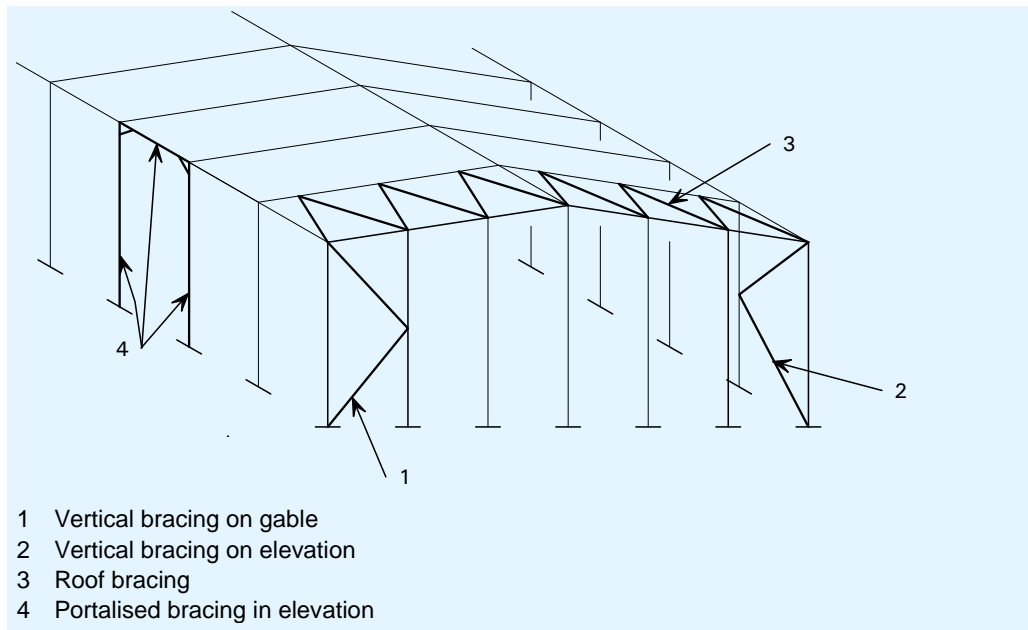 3
4
2
1
1 Vertical bracing on gable
2 Vertical bracing on elevation
3 Roof bracing
4 Portalised bracing in elevation